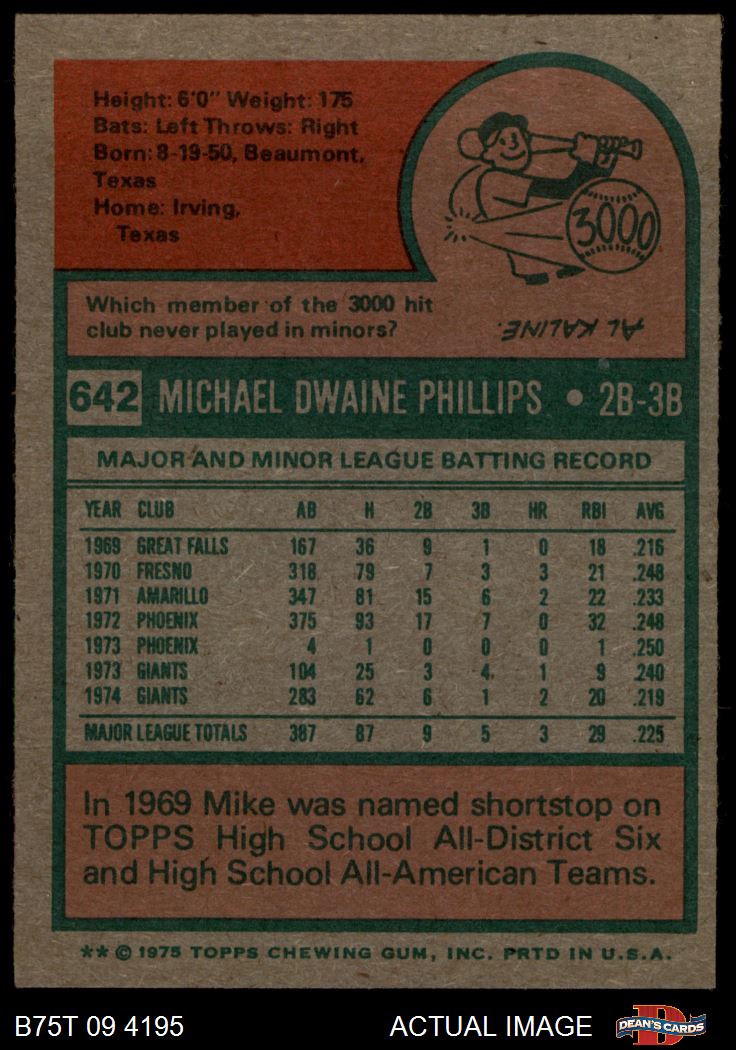 Height: 6'0" Weight: 175
Bats: Left Throws: Right
Born: 8-19-50, Beaumont,
Texas
Home: Irving,
Texas
3000
Which member of the 3000 hit
club never played in minors?
AL KALINE.
642 MICHAEL DWAINE PHILLIPS • 2B-3B
MAJOR AND MINOR LEAGUE BATTING RECORD
YEAR CLUB AB H 2B 3B HR RBI AVG
1969 GREAT FALLS 167 36 9 1 0 18 .216
1970 FRESNO 318 79 7 3 3 21 .248
1971 AMARILLO 347 81 15 6 2 22 .233
1972 PHOENIX 375 93 17 7 0 32 .248
1973 PHOENIX 4 1 0 0 0 1 .250
1973 GIANTS 104 25 3 4 1 9 .240
1974 GIANTS 283 62 6 1 2 20 .219
MAJOR LEAGUE TOTALS 387 87 9 5 3 29 .225
In 1969 Mike was named shortstop on
TOPPS High School All-District Six
and High School All-American Teams.
** © 1975 TOPPS CHEWING GUM, INC. PRTD IN U.S.A.
B75T 09 4195 ACTUAL IMAGE D DEAN'S CARDS